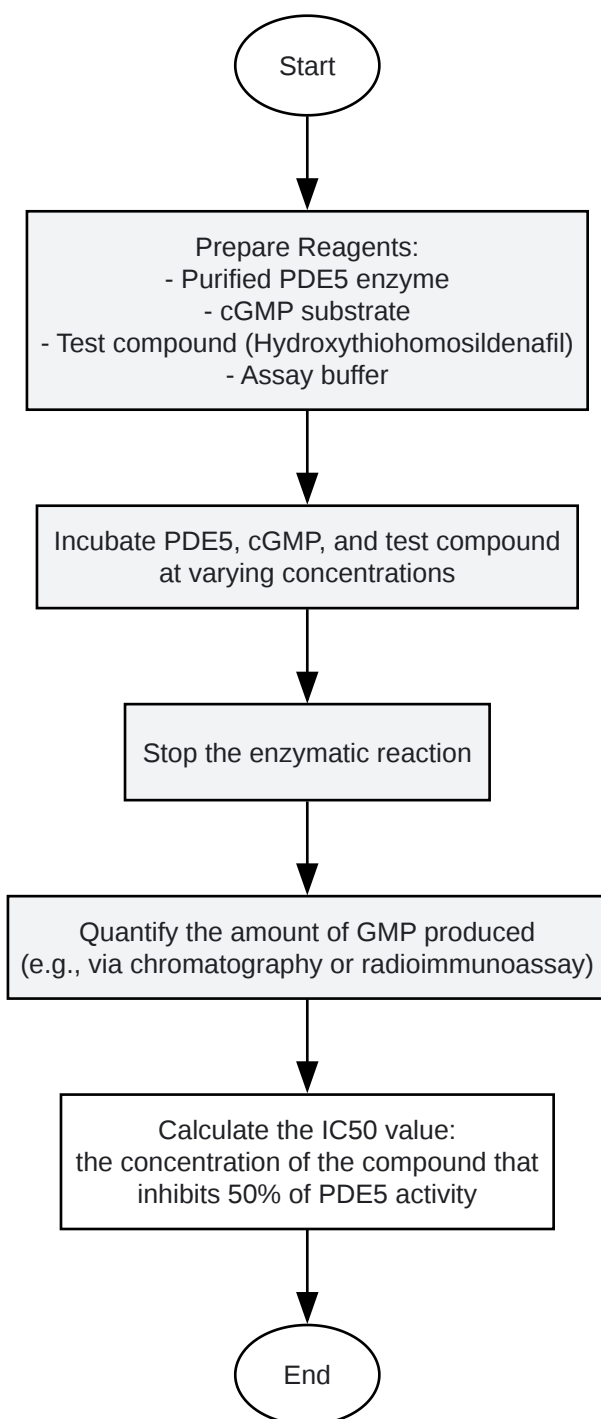 Start
Prepare Reagents:
- Purified PDE5 enzyme
- cGMP substrate
- Test compound (Hydroxythiohomosildenafil)
- Assay buffer
Incubate PDE5, cGMP, and test compound
at varying concentrations
Stop the enzymatic reaction
Quantify the amount of GMP produced
(e.g., via chromatography or radioimmunoassay)
Calculate the IC50 value:
the concentration of the compound that
inhibits 50% of PDE5 activity
End